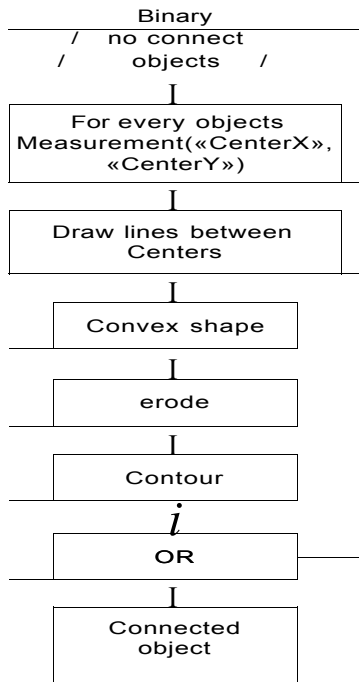 Binary
/ no connect
/ objects /
I
For every objects
Measurement(«CenterX»,
«CenterY»)
I
Draw lines between
Centers
I
Convex shape
I
erode
I
Contour
i
OR
I
Connected
object